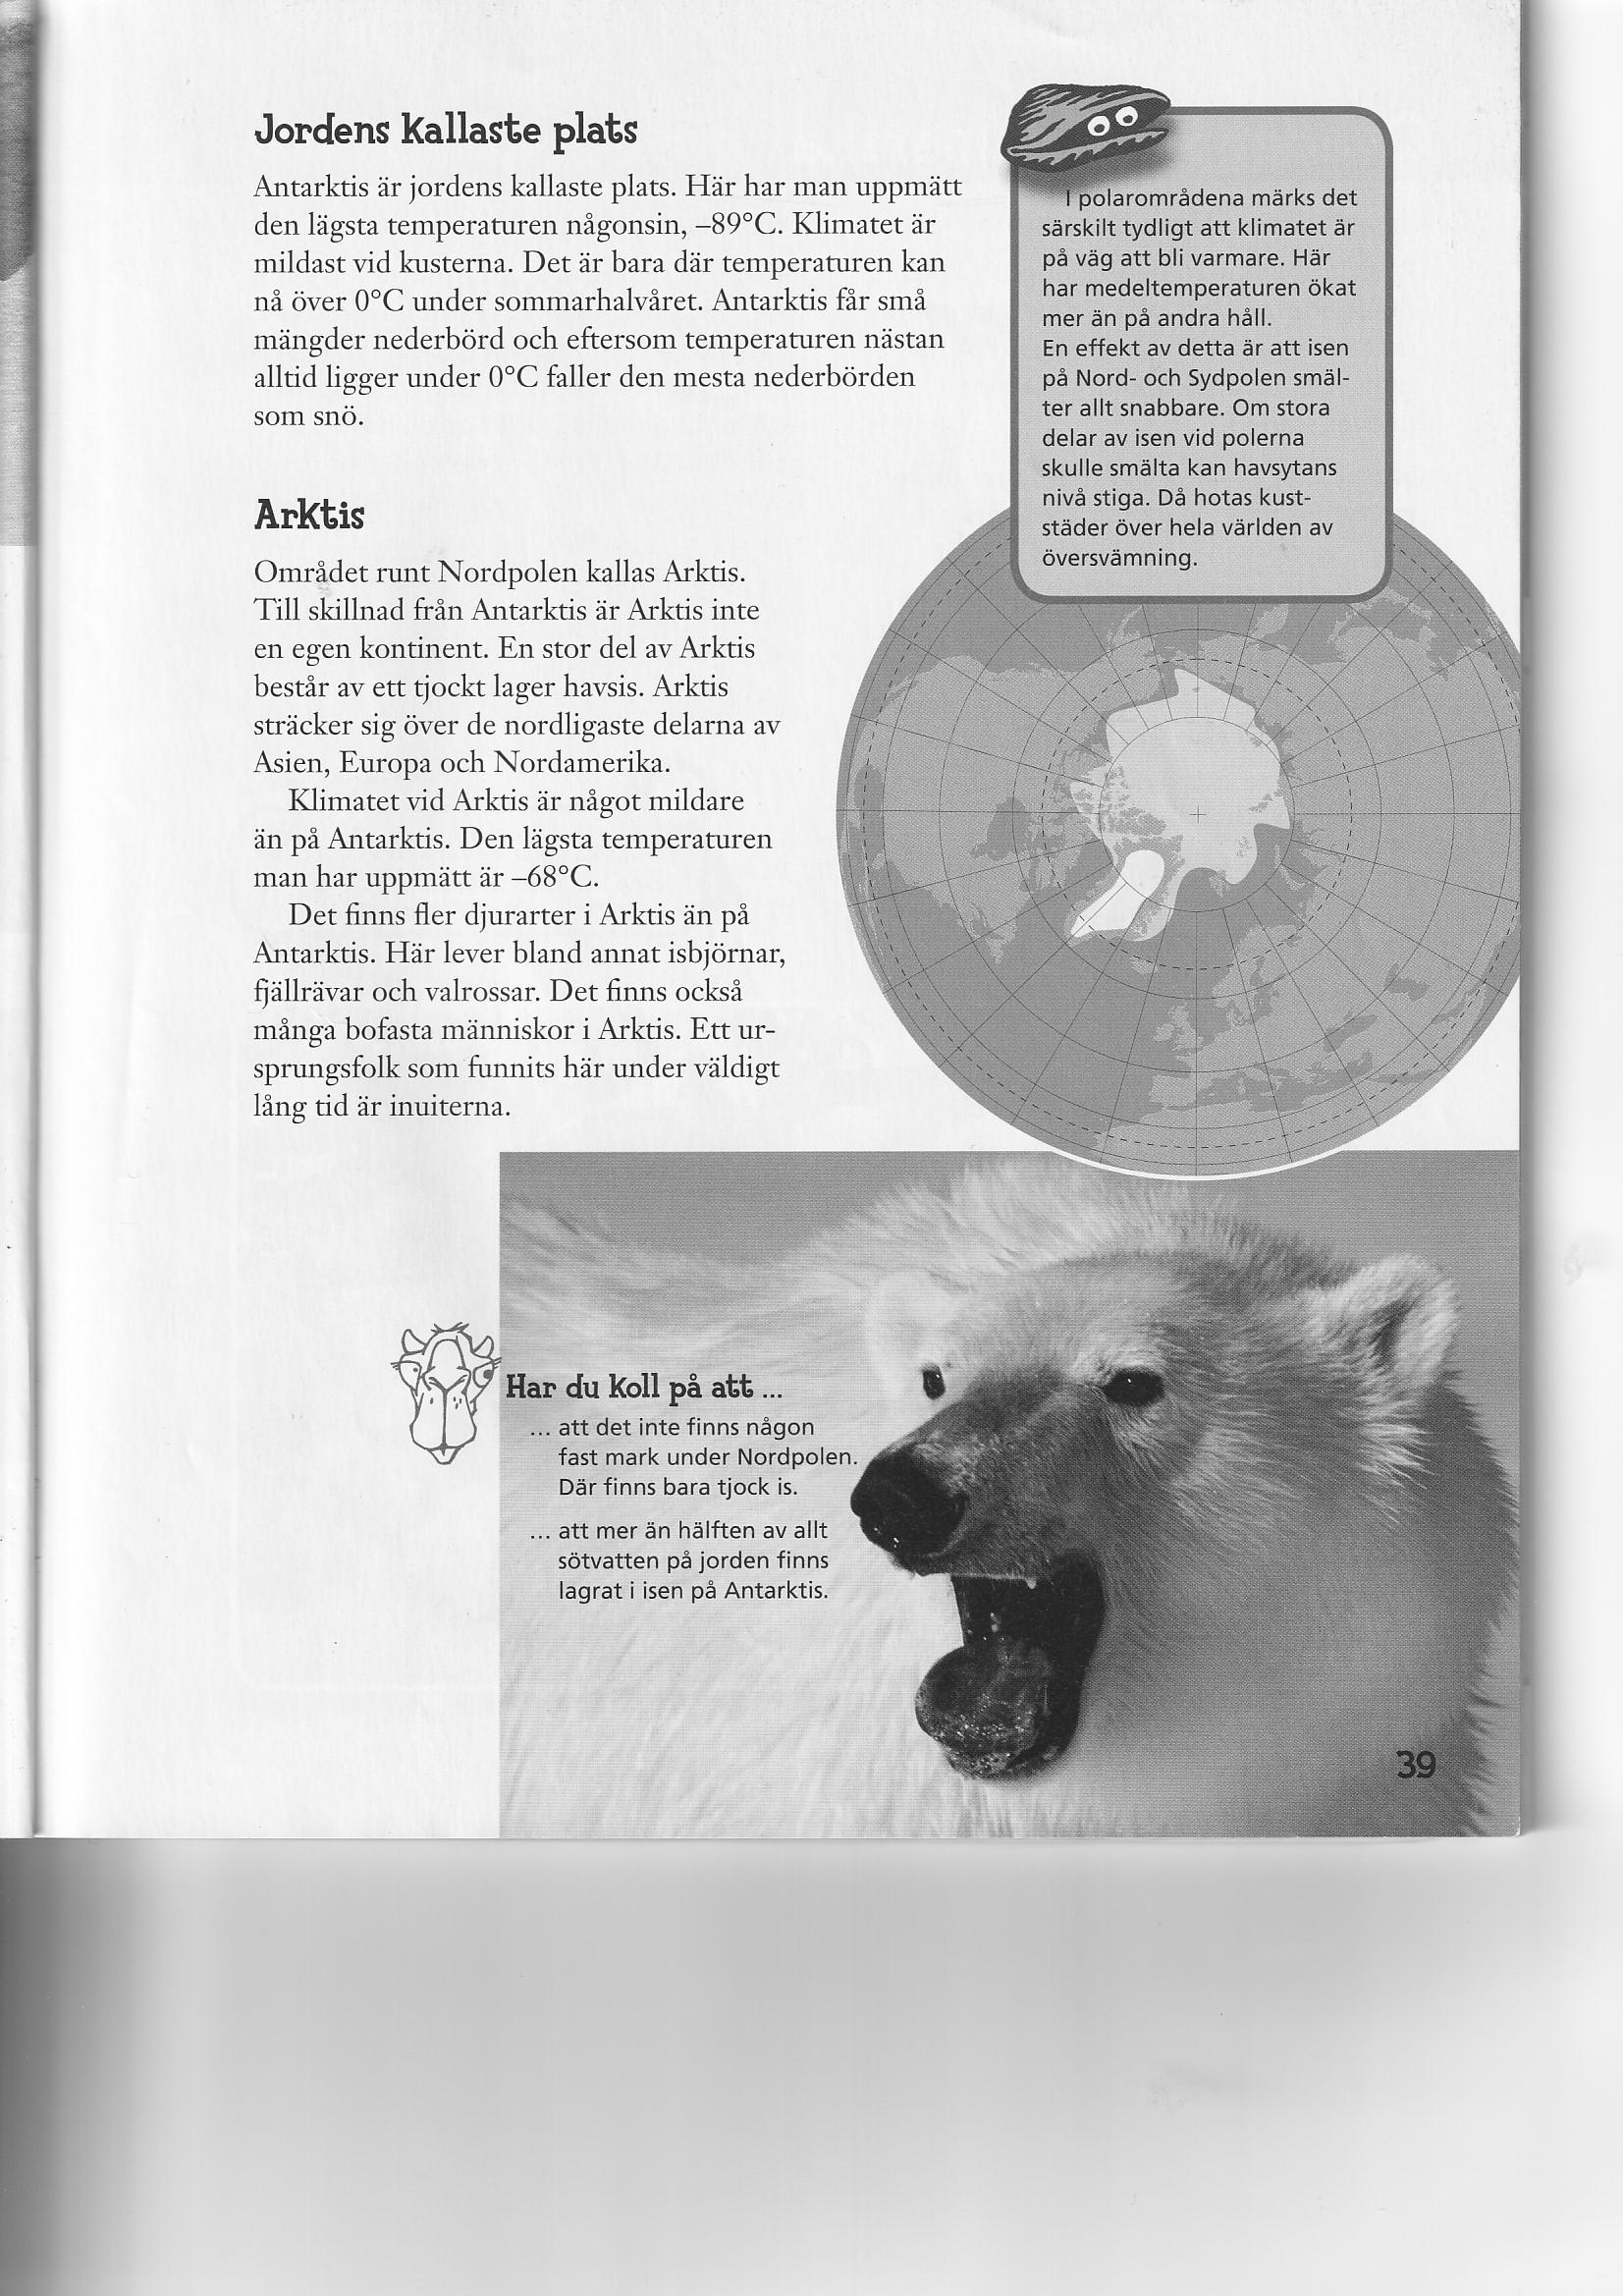 Jordens kallaste plats
Antarktis är jordens kallaste plats. Här har man uppmätt
den lägsta temperaturen någonsin, –89°C. Klimatet är
mildast vid kusterna. Det är bara där temperaturen kan
nå över 0°C under sommarhalvåret. Antarktis får små
mängder nederbörd och eftersom temperaturen nästan
alltid ligger under 0°C faller den mesta nederbörden
som snö.
Arktis
Området runt Nordpolen kallas Arktis.
Till skillnad från Antarktis är Arktis inte
en egen kontinent. En stor del av Arktis
består av ett tjockt lager havsis. Arktis
sträcker sig över de nordligaste delarna av
Asien, Europa och Nordamerika.
Klimatet vid Arktis är något mildare
än på Antarktis. Den lägsta temperaturen
man har uppmätt är –68°C.
Det finns fler djurarter i Arktis än på
Antarktis. Här lever bland annat isbjörnar,
fjällrävar och valrossar. Det finns också
många bofasta människor i Arktis. Ett ur-
sprungsfolk som funnits här under väldigt
lång tid är inuiterna.
I polarområdena märks det
särskilt tydligt att klimatet är
på väg att bli varmare. Här
har medeltemperaturen ökat
mer än på andra håll.
En effekt av detta är att isen
på Nord- och Sydpolen smäl-
ter allt snabbare. Om stora
delar av isen vid polerna
skulle smälta kan havsytans
nivå stiga. Då hotas kust-
städer över hela världen av
översvämning.
Har du koll på att ...
... att det inte finns någon
fast mark under Nordpolen.
Där finns bara tjock is.
... att mer än hälften av allt
sötvatten på jorden finns
lagrat i isen på Antarktis.
39